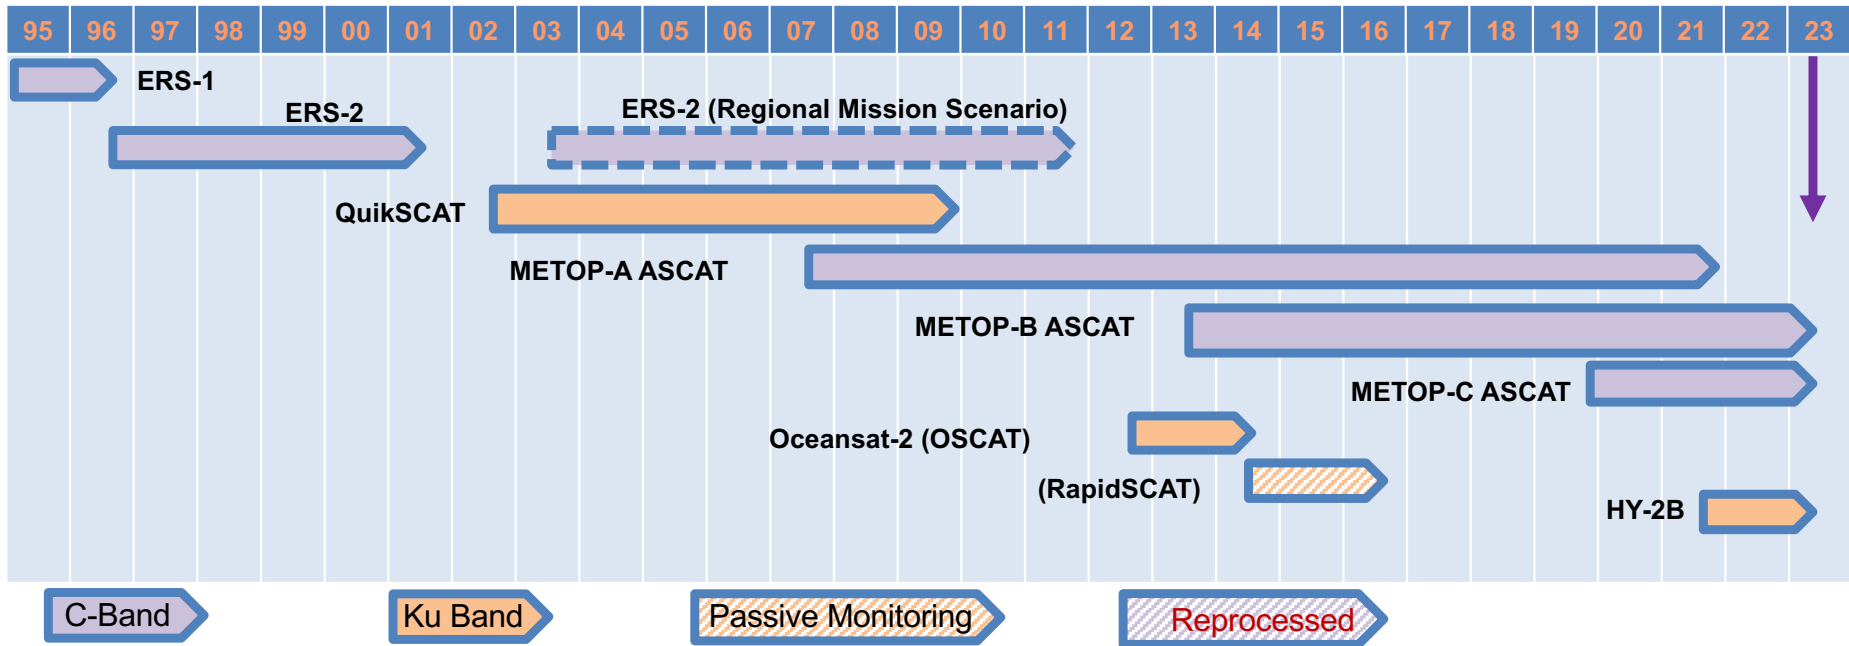 95 96 97 98 99 00 01 02 03 04 05 06 07 08 09 10 11 12 13 14 15 16 17 18 19 20 21 22 23
ERS-1
ERS-2
ERS-2 (Regional Mission Scenario)
QuikSCAT
METOP-A ASCAT
METOP-B ASCAT
METOP-C ASCAT
Oceansat-2 (OSCAT)
(RapidSCAT)
HY-2B
C-Band
Ku Band
Passive Monitoring
Reprocessed